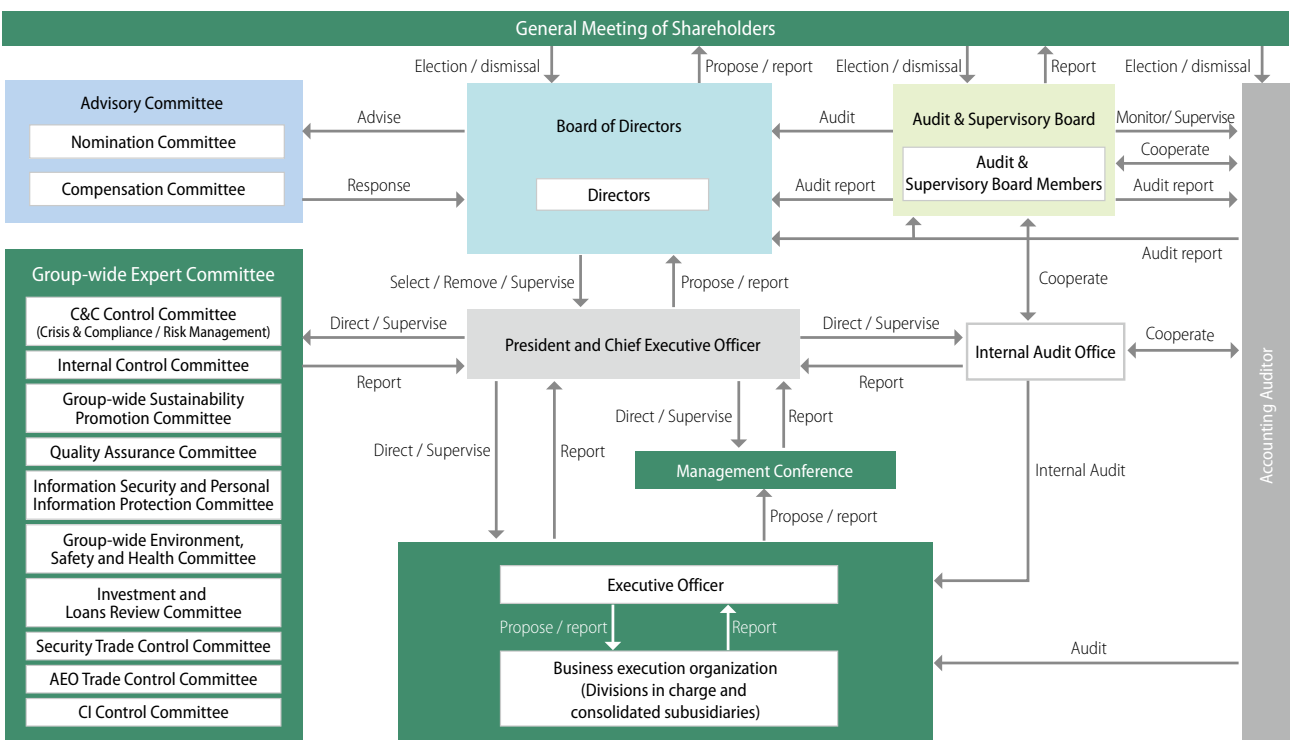 General Meeting of Shareholders
Election / dismissal
Propose / report
Election / dismissal
Report
Election / dismissal
Advisory Committee
Nomination Committee
Compensation Committee
Advise
Response
Board of Directors
Directors
Audit
Audit report
Audit & Supervisory Board
Audit &
Supervisory Board Members
Monitor/ Supervise
Cooperate
Audit report
Audit report
Select / Remove / Supervise
Propose / report
Cooperate
Group-wide Expert Committee
C&C Control Committee
(Crisis & Compliance / Risk Management)
Internal Control Committee
Group-wide Sustainability
Promotion Committee
Quality Assurance Committee
Information Security and Personal
Information Protection Committee
Group-wide Environment,
Safety and Health Committee
Investment and
Loans Review Committee
Security Trade Control Committee
AEO Trade Control Committee
CI Control Committee
Direct / Supervise
Report
President and Chief Executive Officer
Direct / Supervise
Report
Internal Audit Office
Cooperate
Accounting Auditor
Direct / Supervise
Report
Direct / Supervise
Report
Management Conference
Propose / report
Internal Audit
Executive Officer
Propose / report
Report
Business execution organization
(Divisions in charge and
consolidated subusidiaries)
Audit